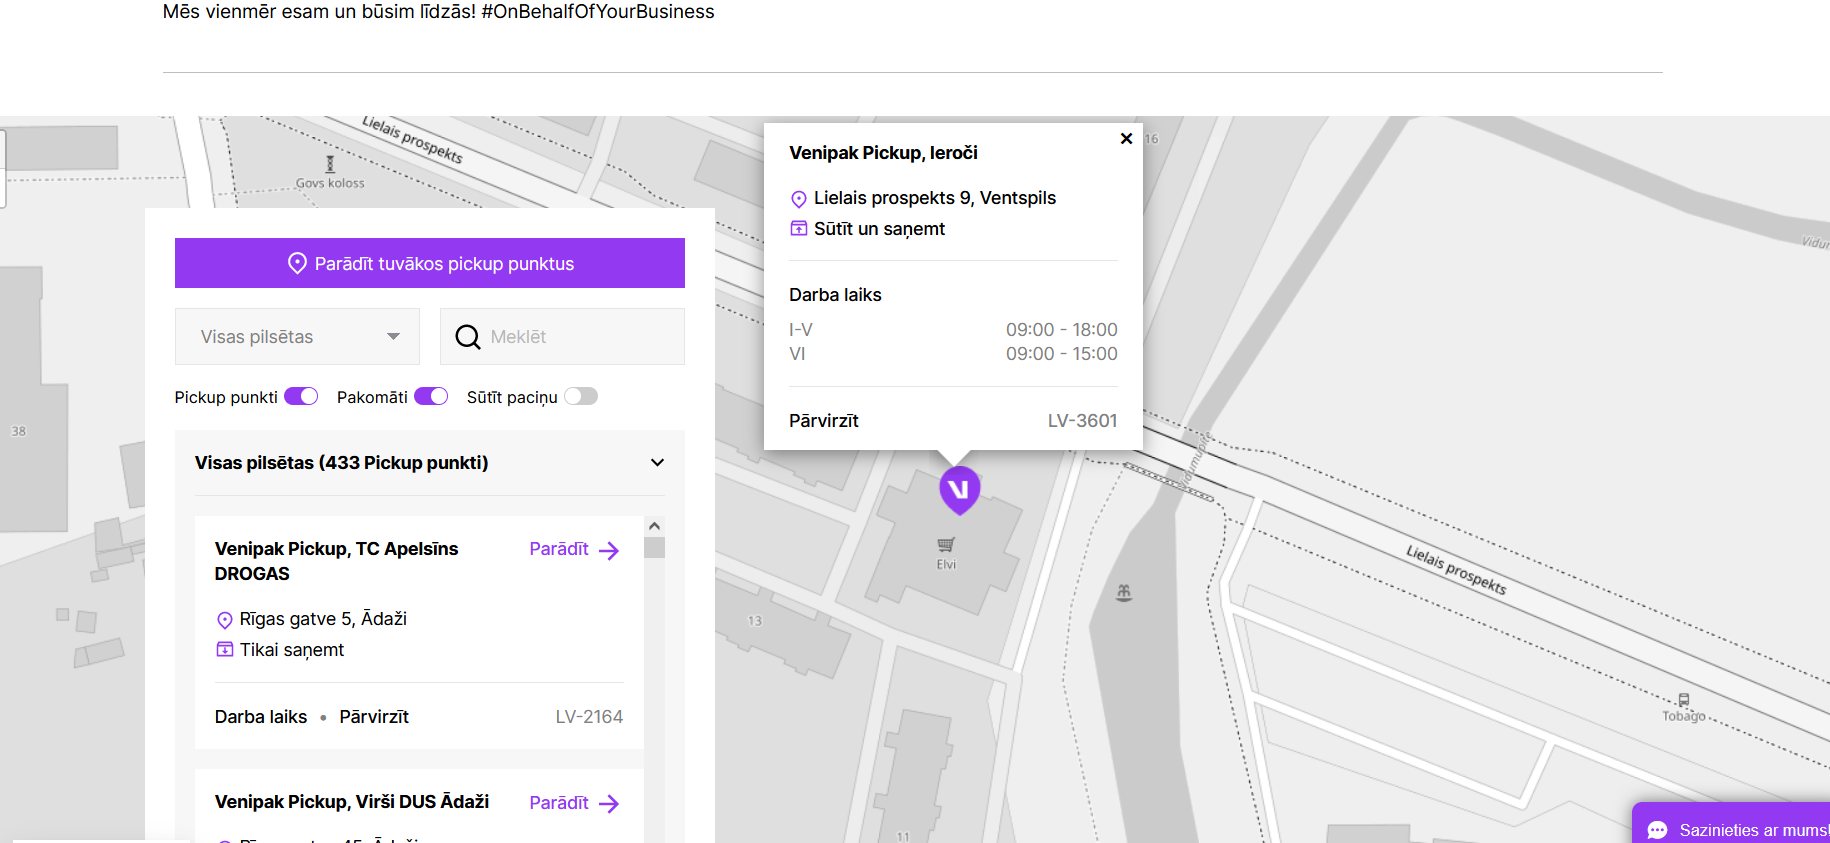 Mēs vienmēr esam un būsim līdzās! #OnBehalfOfYourBusiness
Lielais prospekts
Govs koloss
16
38
Parādīt tuvākos pickup punktus
Visas pilsētas
Meklēt
Pickup punkti
Pakomāti
Sūtīt paciņu
Visas pilsētas (433 Pickup punkti)
Venipak Pickup, TC Apelsīns
DROGAS
Parādīt
Rīgas gatve 5, Ādaži
Tikai saņemt
Darba laiks • Pārvirzīt
LV-2164
Venipak Pickup, Virši DUS Ādaži
Parādīt
Venipak Pickup, Ieroči
Lielais prospekts 9, Ventspils
Sūtīt un saņemt
Darba laiks
I-V 09:00 - 18:00
VI 09:00 - 15:00
Pārvirzīt LV-3601
Elvi
13
11
Vidumupīte
Lielais prospekts
Tobago
Sazinieties ar mums!